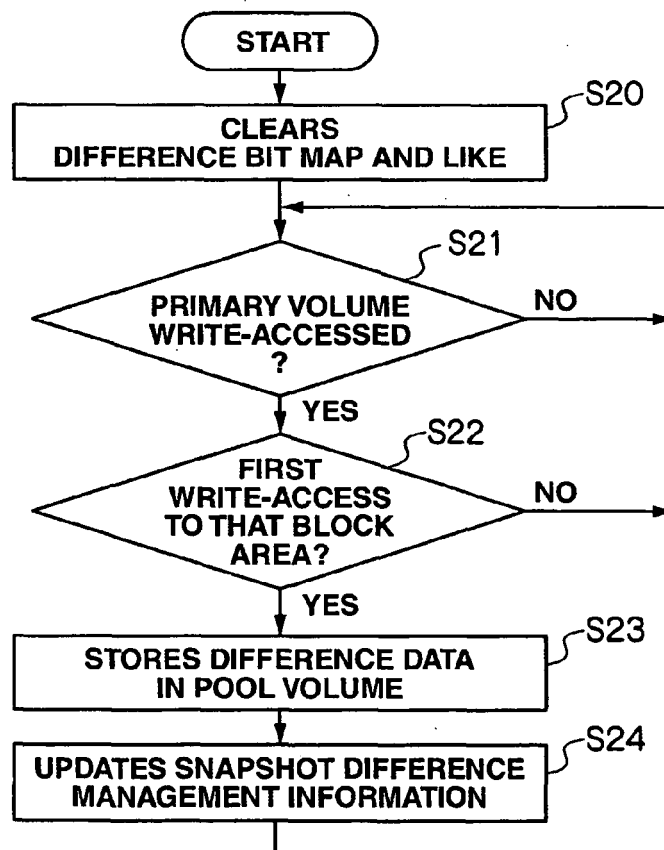 START
S20
CLEARS
DIFFERENCE BIT MAP AND LIKE
S21
PRIMARY VOLUME
WRITE-ACCESSED
?
NO
YES
S22
FIRST
WRITE-ACCESS
TO THAT BLOCK
AREA?
NO
YES
S23
STORES DIFFERENCE DATA
IN POOL VOLUME
S24
UPDATES SNAPSHOT DIFFERENCE
MANAGEMENT INFORMATION